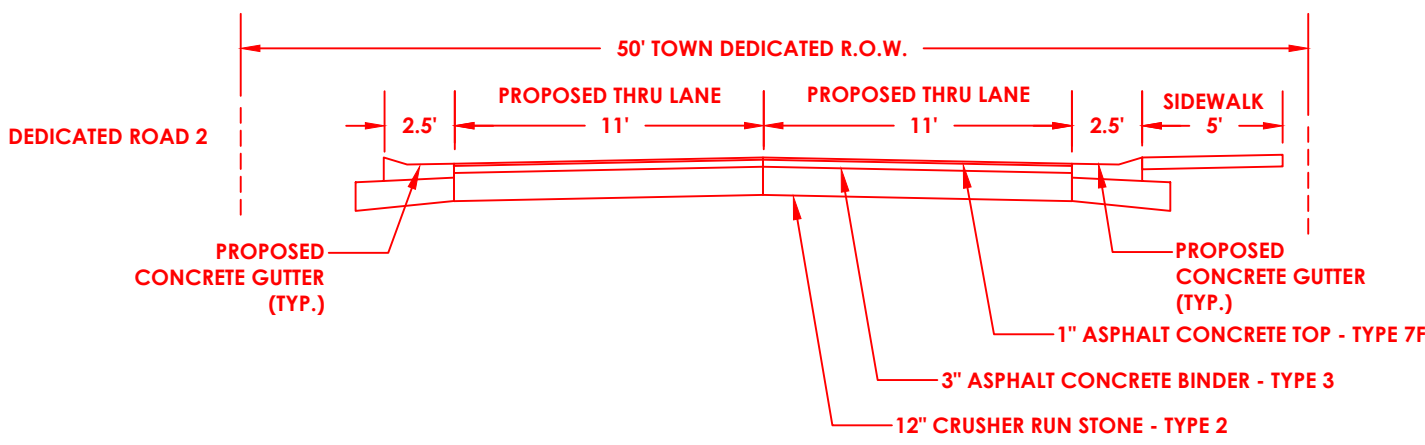 50' TOWN DEDICATED R.O.W.
PROPOSED THRU LANE
PROPOSED THRU LANE
SIDEWALK
DEDICATED ROAD 2
2.5'
11'
11'
2.5'
5'
PROPOSED
CONCRETE GUTTER
(TYP.)
PROPOSED
CONCRETE GUTTER
(TYP.)
1" ASPHALT CONCRETE TOP - TYPE 7F
3" ASPHALT CONCRETE BINDER - TYPE 3
12" CRUSHER RUN STONE - TYPE 2